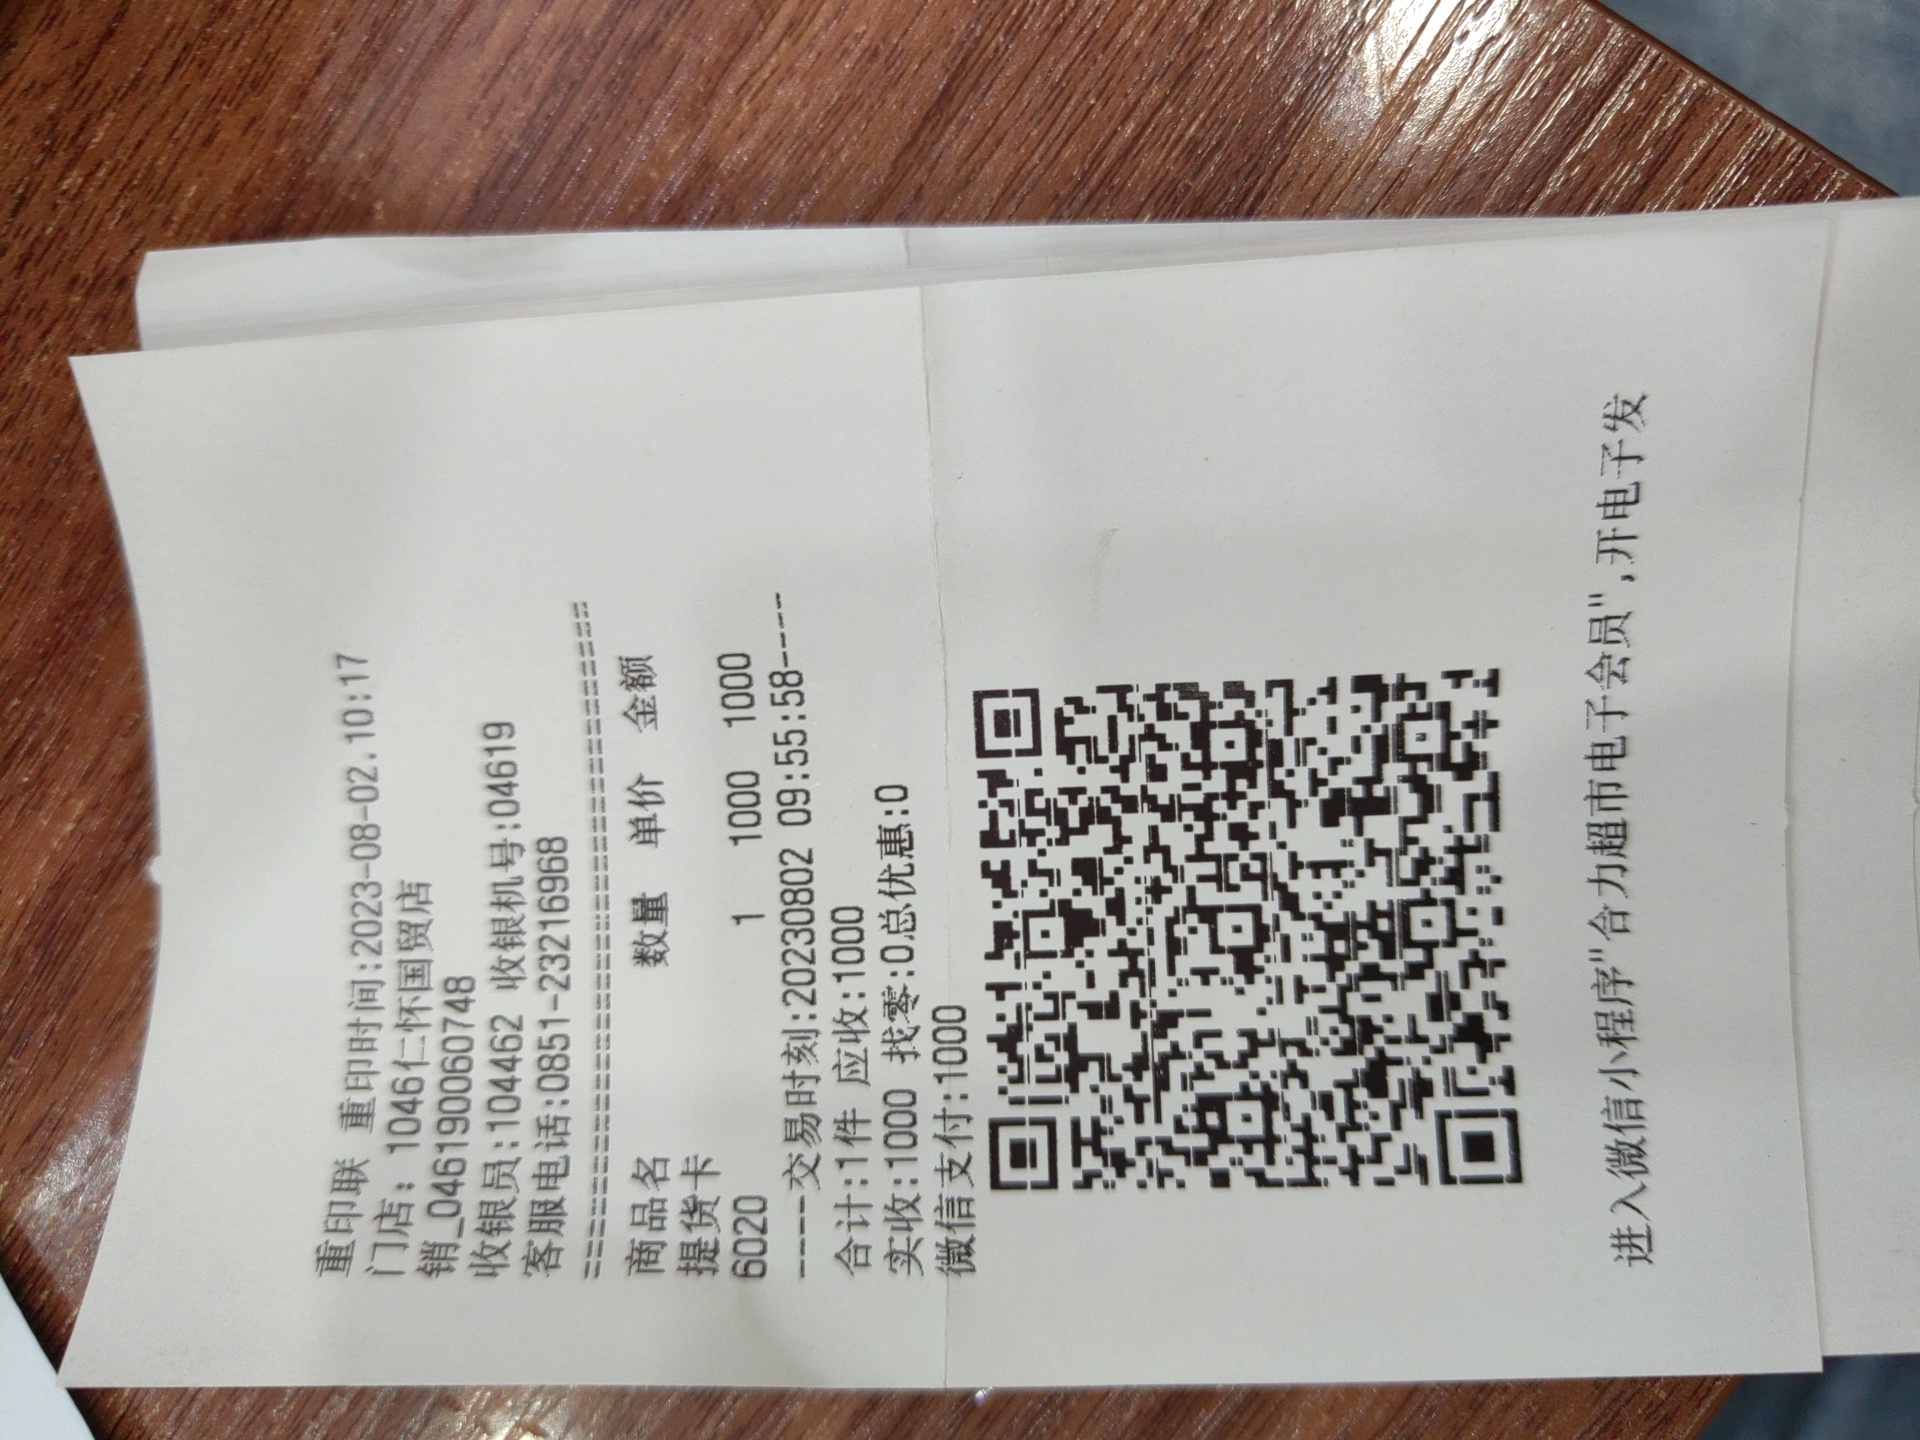 重印联 重印时间:2023-08-02.10:17
门店: 1046仁怀国贸店
销_0461900060748
收银员:104462 收银机号:04619
客服电话:0851-23216968
================================
商品名 数量 单价 金额
提货卡
6020 1 1000 1000
----交易时刻:20230802 09:55:58----
合计:1件 应收:1000
实收:1000 找零:0总优惠:0
微信支付:1000
进入微信小程序"合力超市电子会员",开电子发